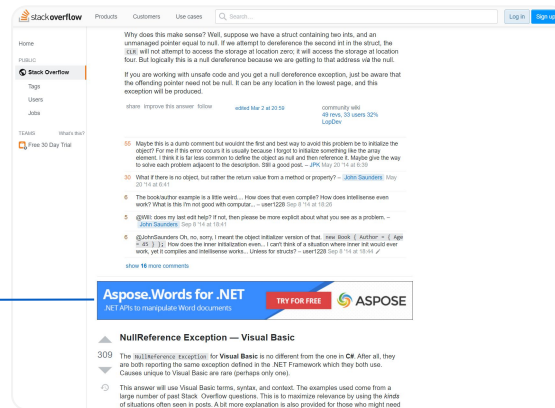 stackoverflow Products Customers Use cases Search... Log in Sign up
Home
PUBLIC
Stack Overflow
Tags
Users
Jobs
TEAMS What's this?
Free 30 Day Trial
Why does this make sense? Well, suppose we have a struct containing two ints, and an
unmanaged pointer equal to null. If we attempt to dereference the second int in the struct, the
CLR will not attempt to access the storage at location zero; it will access the storage at location
four. But logically this is a null dereference because we are getting to that address via the null.
If you are working with unsafe code and you get a null dereference exception, just be aware that
the offending pointer need not be null. It can be any location in the lowest page, and this
exception will be produced.
share improve this answer follow
edited Mar 2 at 20:59
community wiki
49 revs, 33 users 32%
LopDev
55 Maybe this is a dumb comment but wouldnt the first and best way to avoid this problem be to initialize the
object? For me if this error occurs it is usually because I forgot to initialize something like the array
element. I think it is far less common to define the object as null and then reference it. Maybe give the way
to solve each problem adjacent to the description. Still a good post. – JPK May 20 '14 at 6:39
30 What if there is no object, but rather the return value from a method or property? – John Saunders May
20 '14 at 6:41
6 The book/author example is a little weird.... How does that even compile? How does intellisense even
work? What is this I'm not good with computar... – user1228 Sep 8 '14 at 18:26
5 @Will: does my last edit help? If not, then please be more explicit about what you see as a problem. –
John Saunders Sep 8 '14 at 18:41
6 @JohnSaunders Oh, no, sorry, I meant the object initializer version of that. new Book { Author = { Age
= 45 } }; How does the inner initialization even... I can't think of a situation where inner init would ever
work, yet it compiles and intellisense works... Unless for structs? – user1228 Sep 8 '14 at 18:44
show 16 more comments
Aspose.Words for .NET
.NET APIs to manipulate Word documents
TRY FOR FREE
ASPOSE
NullReference Exception — Visual Basic
309 The NullReference Exception for Visual Basic is no different from the one in C#. After all, they
are both reporting the same exception defined in the .NET Framework which they both use.
Causes unique to Visual Basic are rare (perhaps only one).
This answer will use Visual Basic terms, syntax, and context. The examples used come from a
large number of past Stack Overflow questions. This is to maximize relevance by using the kinds
of situations often seen in posts. A bit more explanation is also provided for those who might need